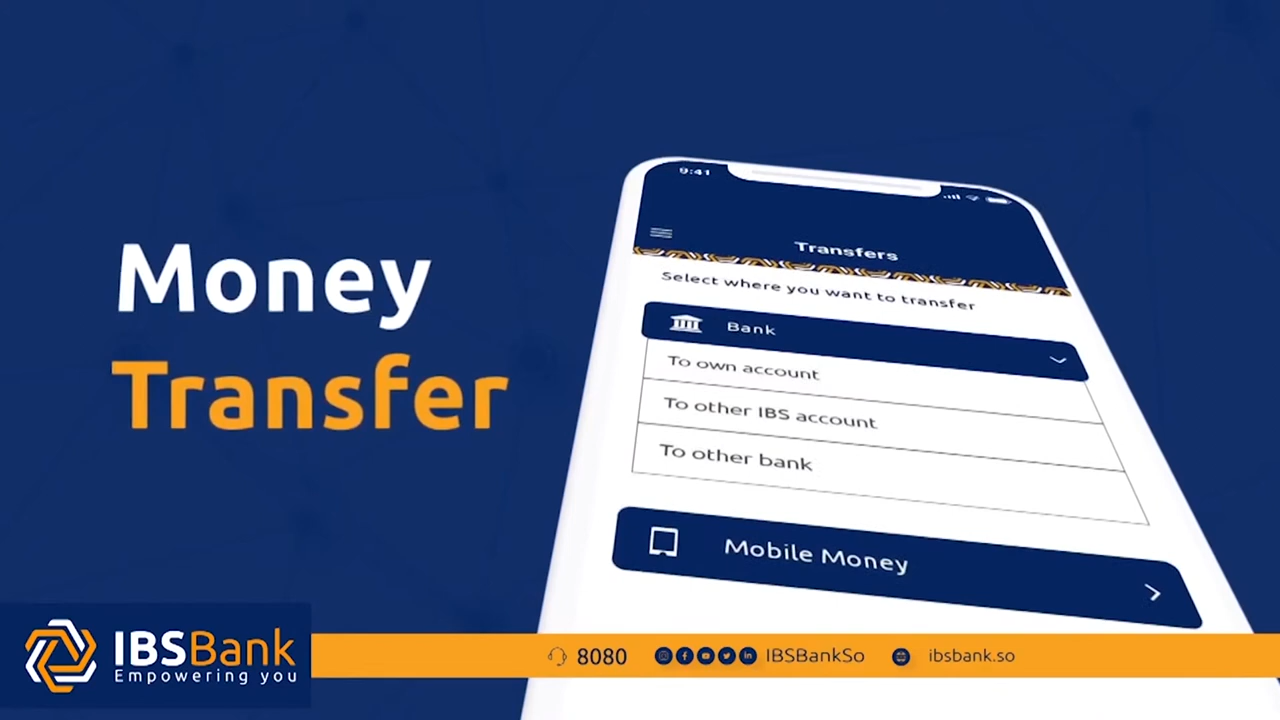 Money
Transfer
9:41
Transfers
Select where you want to transfer
Bank
To own account
To other IBS account
To other bank
Mobile Money
IBSBank
Empowering you
8080
IBSBankSo
ibsbank.so